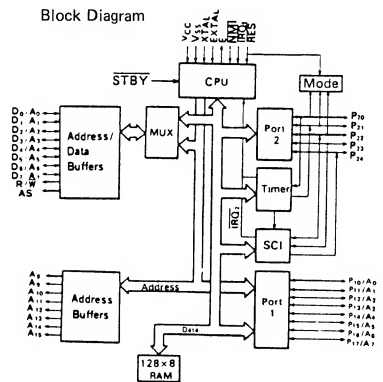 Block Diagram
VCC
VSS
XTAL
EXTAL
E
NMI
IRQ₁
RES
STBY
CPU
Mode
D₀/A₀
D₁/A₁
D₂/A₂
D₃/A₃
D₄/A₄
D₅/A₅
D₆/A₆
D₇/A₇
R/W
AS
Address/
Data
Buffers
MUX
Port
2
P₂₀
P₂₁
P₂₂
P₂₃
P₂₄
Timer
IRQ₂
SCI
A₈
A₉
A₁₀
A₁₁
A₁₂
A₁₃
A₁₄
A₁₅
Address
Buffers
Address
Data
Port
1
P₁₀/A₀
P₁₁/A₁
P₁₂/A₂
P₁₃/A₃
P₁₄/A₄
P₁₅/A₅
P₁₆/A₆
P₁₇/A₇
128×8
RAM